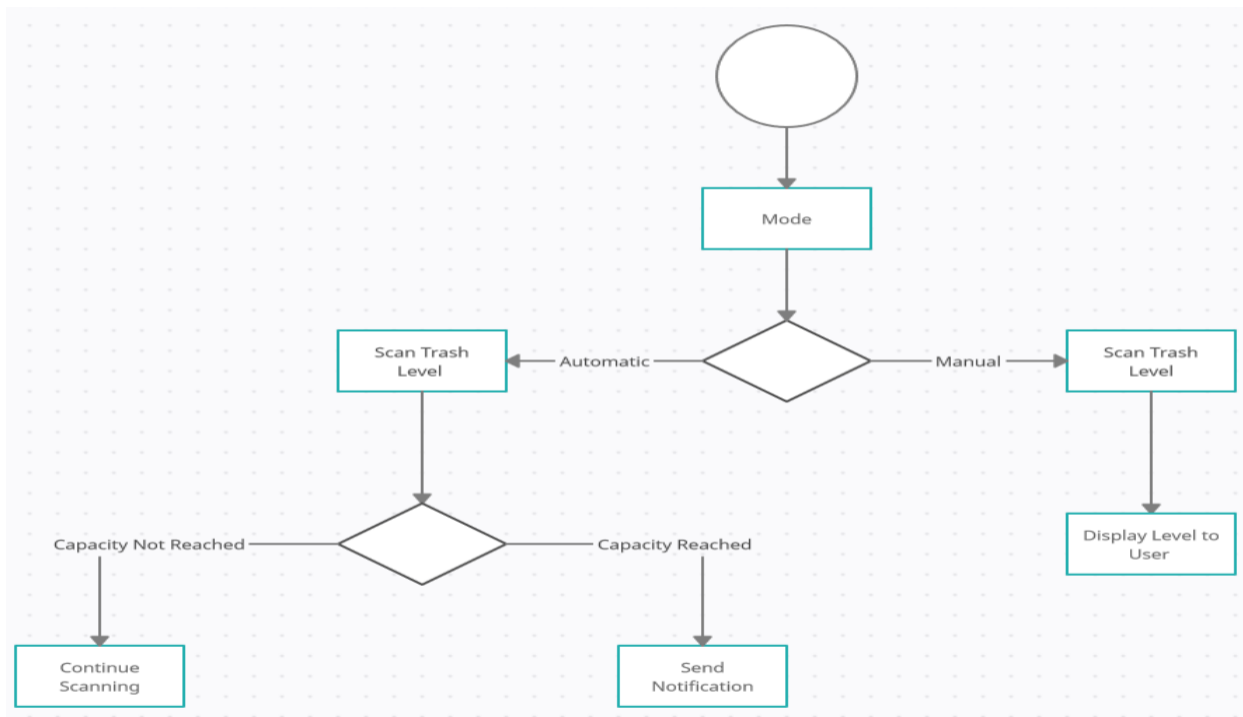 Mode
Scan Trash
Level
Automatic
Manual
Scan Trash
Level
Capacity Not Reached
Capacity Reached
Display Level to
User
Continue
Scanning
Send
Notification